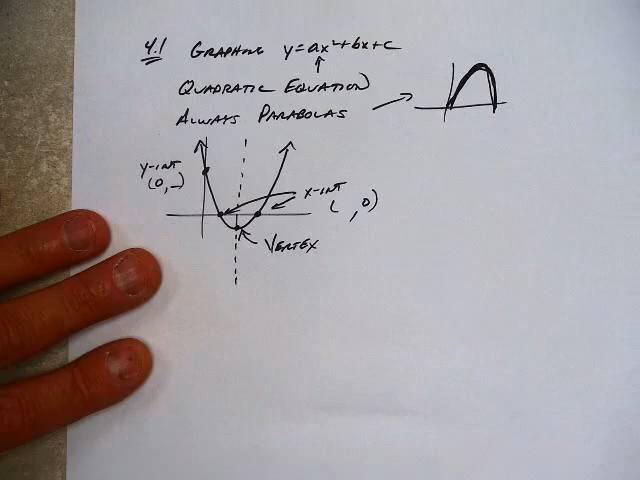 4.1 GRAPHING y=ax²+bx+c
QUADRATIC EQUATION
ALWAYS PARABOLAS
y-INT
(0,_)
x-INT
( ,0)
VERTEX